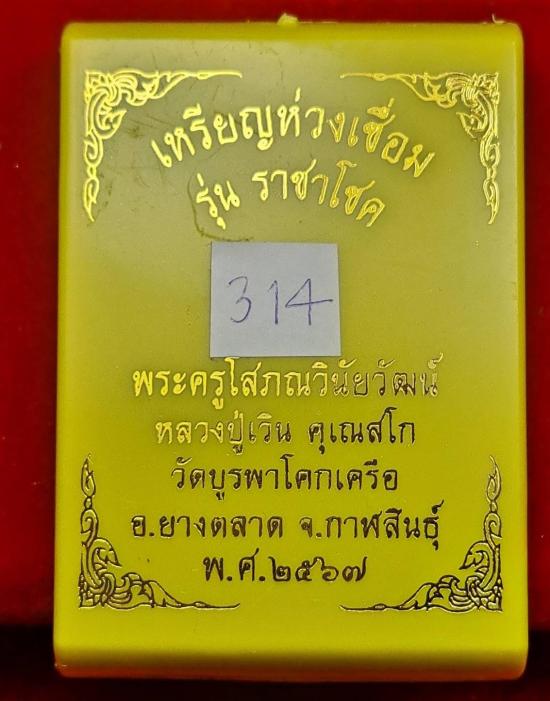 เหรียญห่วงเชื่อม
รุ่น ราชาโชค
314
พระครูโสภณวินัยวัฒน์
หลวงปู่เวิน คุเณสโก
วัดบูรพาโคกเครือ
อ.ยางตลาด จ.กาฬสินธุ์
พ.ศ.๒๕๖๗